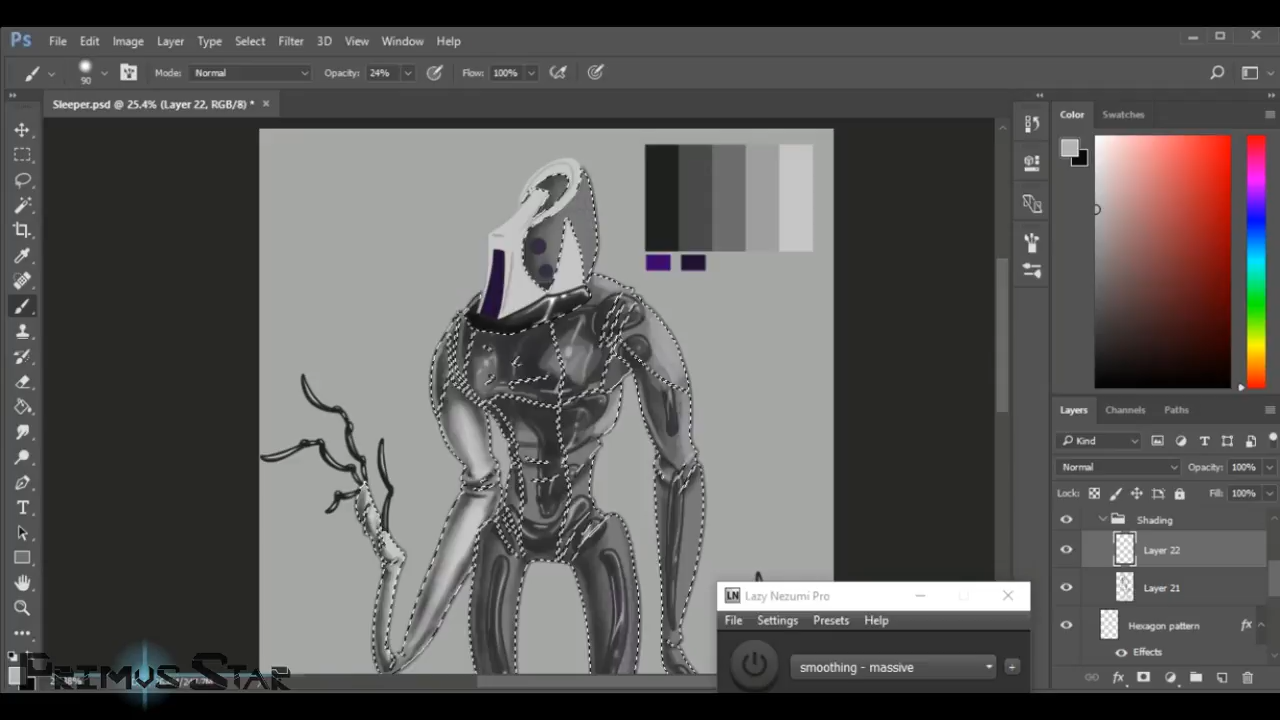 Ps File Edit Image Layer Type Select Filter 3D View Window Help
90 Mode: Normal Opacity: 24% Flow: 100%
Sleeper.psd @ 25.4% (Layer 22, RGB/8) * ×
Color Swatches
Layers Channels Paths
Kind
Normal Opacity: 100%
Lock: Fill: 100%
Shading
Layer 22
Layer 21
Hexagon pattern fx
Effects
LN Lazy Nezumi Pro
File Settings Presets Help
smoothing - massive +
Primus Star